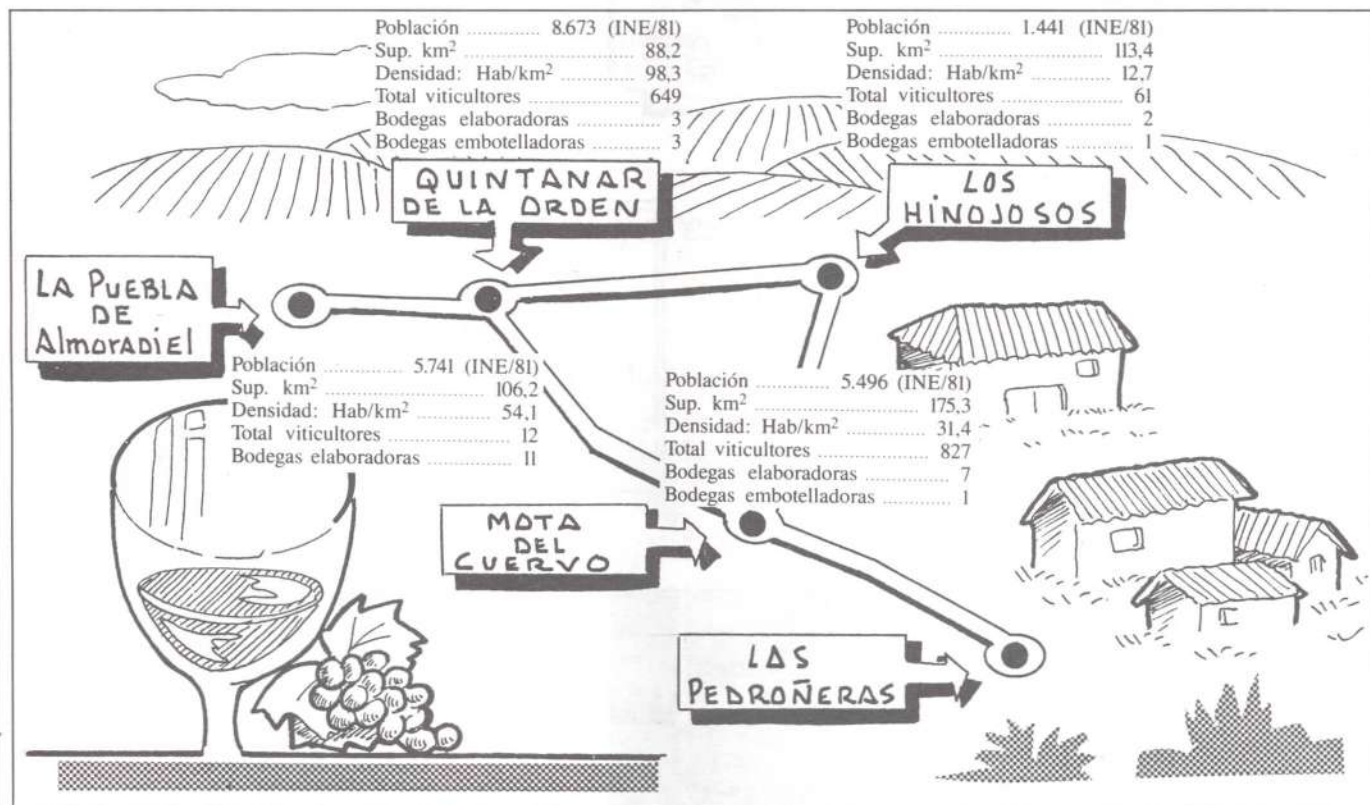 Población .................... 8.673 (INE/81)
Sup. km² .................... 88,2
Densidad: Hab/km² .................... 98,3
Total viticultores .................... 649
Bodegas elaboradoras .................... 3
Bodegas embotelladoras .................... 3
Población .................... 1.441 (INE/81)
Sup. km² .................... 113,4
Densidad: Hab/km² .................... 12,7
Total viticultores .................... 61
Bodegas elaboradoras .................... 2
Bodegas embotelladoras .................... 1
QUINTANAR
DE LA ORDEN
LOS
HINOJOSOS
LA PUEBLA
DE
Almoradiel
Población .................... 5.741 (INE/81)
Sup. km² .................... 106,2
Densidad: Hab/km² .................... 54,1
Total viticultores .................... 12
Bodegas elaboradoras .................... 11
Población .................... 5.496 (INE/81)
Sup. km² .................... 175,3
Densidad: Hab/km² .................... 31,4
Total viticultores .................... 827
Bodegas elaboradoras .................... 7
Bodegas embotelladoras .................... 1
MOTA
DEL
CUERVO
LAS
PEDROÑERAS